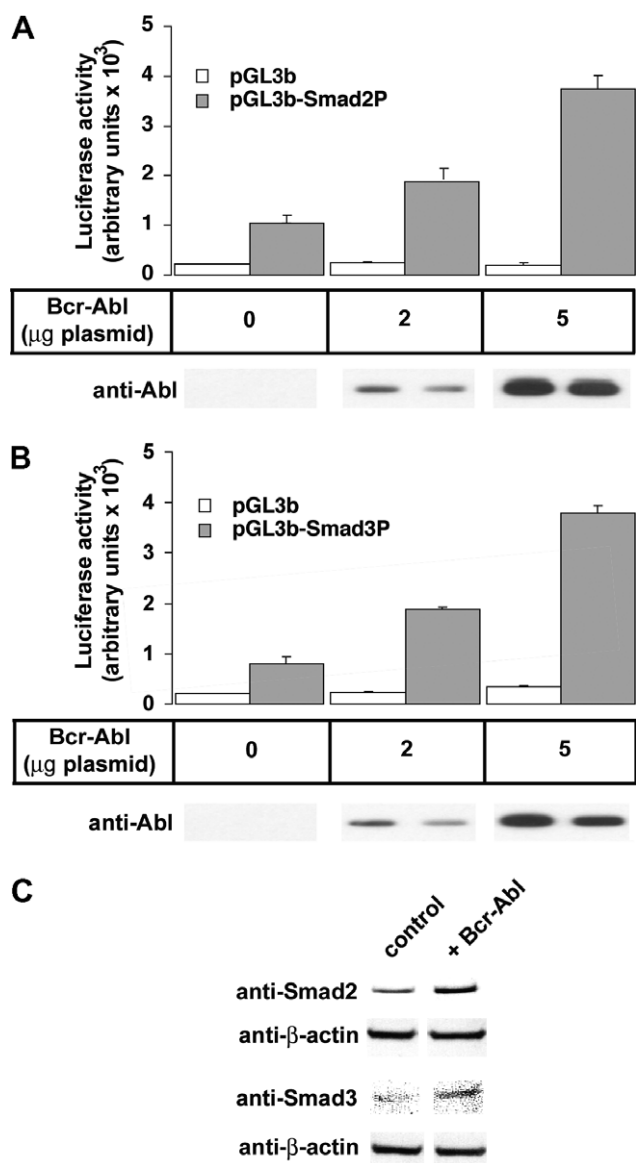 A
Luciferase activity
(arbitrary units x 10³)
5
4
3
2
1
0
pGL3b
pGL3b-Smad2P
Bcr-Abl
(µg plasmid)
0
2
5
anti-Abl
B
Luciferase activity
(arbitrary units x 10³)
5
4
3
2
1
0
pGL3b
pGL3b-Smad3P
Bcr-Abl
(µg plasmid)
0
2
5
anti-Abl
C
control
+ Bcr-Abl
anti-Smad2
anti-β-actin
anti-Smad3
anti-β-actin